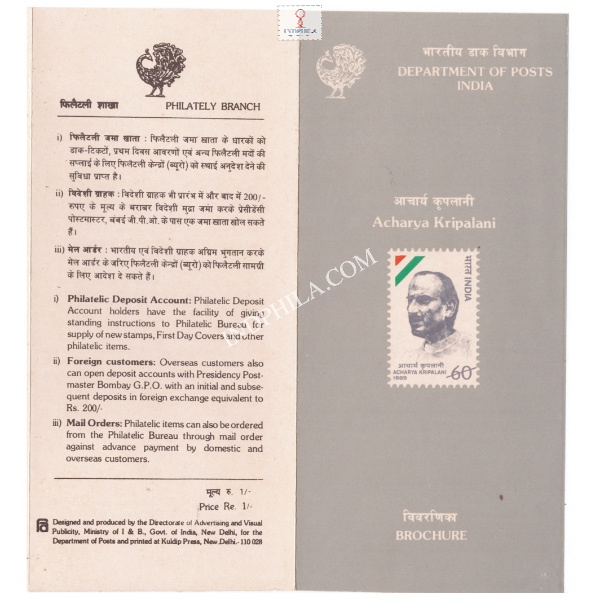 फिलैटली शाखा
PHILATELY BRANCH
i) फिलैटली जमा खाता : फिलैटली जमा खाता के धारकों को
डाक-टिकटों, प्रथम दिवस आवरणों एवं अन्य फिलैटली मदों की
सप्लाई के लिए फिलैटली केन्द्रों (ब्यूरो) को स्थाई अनुदेश देने की
सुविधा प्राप्त है।
ii) विदेशी ग्राहक : विदेशी ग्राहक भी प्रारंभ में और बाद में 200/-
रुपए के मूल्य के बराबर विदेशी मुद्रा जमा करके प्रेसीडेंसी
पोस्टमास्टर, बंबई जी.पी.ओ. के पास एक जमा खाता खोल सकते
हैं।
iii) मेल आर्डर : भारतीय एवं विदेशी ग्राहक अग्रिम भुगतान करके
मेल आर्डर के जरिए फिलैटली केन्द्रों (ब्यूरो) को फिलैटली सामग्री
के लिए आदेश दे सकते हैं।
i) Philatelic Deposit Account: Philatelic Deposit
Account holders have the facility of giving
standing instructions to Philatelic Bureau for
supply of new stamps, First Day Covers and other
philatelic items.
ii) Foreign customers: Overseas customers also
can open deposit accounts with Presidency Post-
master Bombay G.P.O. with an initial and subse-
quent deposits in foreign exchange equivalent to
Rs. 200/-
iii) Mail Orders: Philatelic items can also be ordered
from the Philatelic Bureau through mail order
against advance payment by domestic and
overseas customers.
मूल्य रु. 1/-
Price Re. 1/-
Designed and produced by the Directorate of Advertising and Visual
Publicity, Ministry of I & B., Govt. of India, New Delhi, for the
Department of Posts and printed at Kuldip Press, New Delhi.-110 028
भारतीय डाक विभाग
DEPARTMENT OF POSTS
INDIA
आचार्य कृपलानी
Acharya Kripalani
भारत INDIA
आचार्य कृपलानी
ACHARYA KRIPALANI
1989
60
विवरणिका
BROCHURE
INDIPHILA.COM